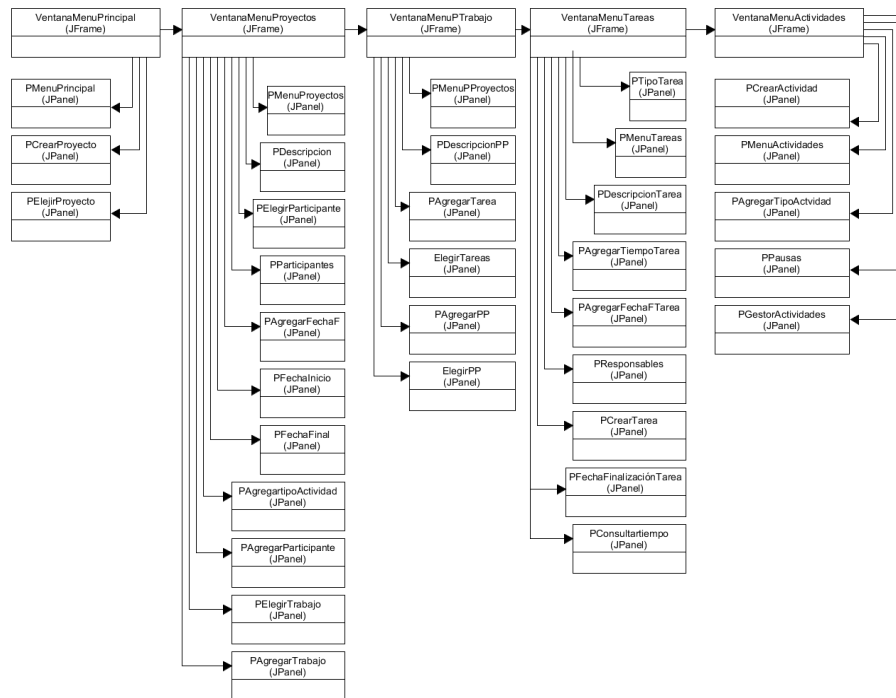 VentanaMenuPrincipal
(JFrame)
VentanaMenuProyectos
(JFrame)
VentanaMenuPTrabajo
(JFrame)
VentanaMenuTareas
(JFrame)
VentanaMenuActividades
(JFrame)
PMenuPrincipal
(JPanel)
PCrearProyecto
(JPanel)
PElejirProyecto
(JPanel)
PMenuProyectos
(JPanel)
PDescripcion
(JPanel)
PElegirParticipante
(JPanel)
PParticipantes
(JPanel)
PAgregarFechaF
(JPanel)
PFechaInicio
(JPanel)
PFechaFinal
(JPanel)
PAgregartipoActividad
(JPanel)
PAgregarParticipante
(JPanel)
PElegirTrabajo
(JPanel)
PAgregarTrabajo
(JPanel)
PMenuPProyectos
(JPanel)
PDescripcionPP
(JPanel)
PAgregarTarea
(JPanel)
ElegirTareas
(JPanel)
PAgregarPP
(JPanel)
ElegirPP
(JPanel)
PTipoTarea
(JPanel)
PMenuTareas
(JPanel)
PDescripcionTarea
(JPanel)
PAgregarTiempoTarea
(JPanel)
PAgregarFechaFTarea
(JPanel)
PResponsables
(JPanel)
PCrearTarea
(JPanel)
PFechaFinalizaciónTarea
(JPanel)
PConsultartiempo
(JPanel)
PCrearActividad
(JPanel)
PMenuActividades
(JPanel)
PAgregarTipoActvidad
(JPanel)
PPausas
(JPanel)
PGestorActividades
(JPanel)